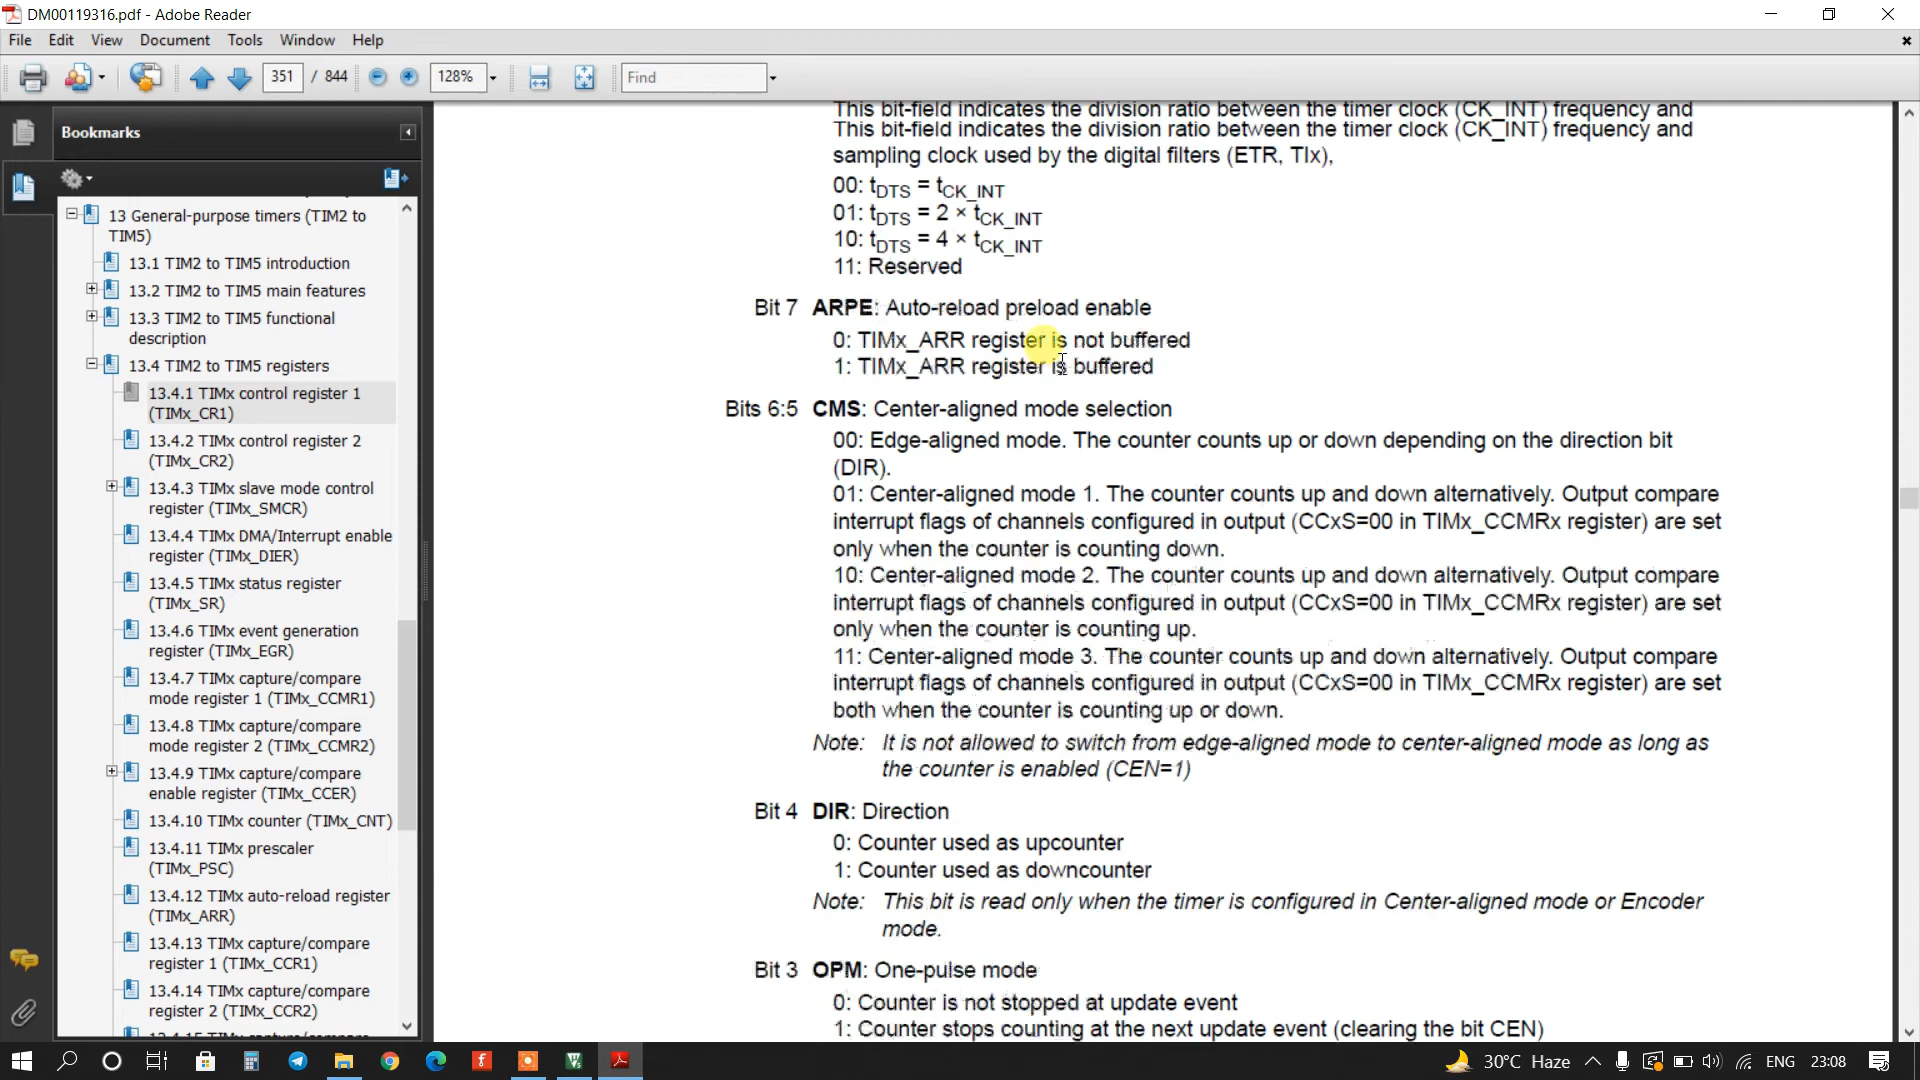 DM00119316.pdf - Adobe Reader
File Edit View Document Tools Window Help
351 / 844 128% Find
Bookmarks
13 General-purpose timers (TIM2 to
TIM5)
13.1 TIM2 to TIM5 introduction
13.2 TIM2 to TIM5 main features
13.3 TIM2 to TIM5 functional
description
13.4 TIM2 to TIM5 registers
13.4.1 TIMx control register 1
(TIMx_CR1)
13.4.2 TIMx control register 2
(TIMx_CR2)
13.4.3 TIMx slave mode control
register (TIMx_SMCR)
13.4.4 TIMx DMA/Interrupt enable
register (TIMx_DIER)
13.4.5 TIMx status register
(TIMx_SR)
13.4.6 TIMx event generation
register (TIMx_EGR)
13.4.7 TIMx capture/compare
mode register 1 (TIMx_CCMR1)
13.4.8 TIMx capture/compare
mode register 2 (TIMx_CCMR2)
13.4.9 TIMx capture/compare
enable register (TIMx_CCER)
13.4.10 TIMx counter (TIMx_CNT)
13.4.11 TIMx prescaler
(TIMx_PSC)
13.4.12 TIMx auto-reload register
(TIMx_ARR)
13.4.13 TIMx capture/compare
register 1 (TIMx_CCR1)
13.4.14 TIMx capture/compare
register 2 (TIMx_CCR2)
13.4.15 TIMx capture/compare
This bit-field indicates the division ratio between the timer clock (CK_INT) frequency and
This bit-field indicates the division ratio between the timer clock (CK_INT) frequency and
sampling clock used by the digital filters (ETR, TIx),
00: tDTS = tCK_INT
01: tDTS = 2 × tCK_INT
10: tDTS = 4 × tCK_INT
11: Reserved
Bit 7 ARPE: Auto-reload preload enable
0: TIMx_ARR register is not buffered
1: TIMx_ARR register is buffered
Bits 6:5 CMS: Center-aligned mode selection
00: Edge-aligned mode. The counter counts up or down depending on the direction bit
(DIR).
01: Center-aligned mode 1. The counter counts up and down alternatively. Output compare
interrupt flags of channels configured in output (CCxS=00 in TIMx_CCMRx register) are set
only when the counter is counting down.
10: Center-aligned mode 2. The counter counts up and down alternatively. Output compare
interrupt flags of channels configured in output (CCxS=00 in TIMx_CCMRx register) are set
only when the counter is counting up.
11: Center-aligned mode 3. The counter counts up and down alternatively. Output compare
interrupt flags of channels configured in output (CCxS=00 in TIMx_CCMRx register) are set
both when the counter is counting up or down.
Note: It is not allowed to switch from edge-aligned mode to center-aligned mode as long as
the counter is enabled (CEN=1)
Bit 4 DIR: Direction
0: Counter used as upcounter
1: Counter used as downcounter
Note: This bit is read only when the timer is configured in Center-aligned mode or Encoder
mode.
Bit 3 OPM: One-pulse mode
0: Counter is not stopped at update event
1: Counter stops counting at the next update event (clearing the bit CEN)
30°C Haze ENG 23:08